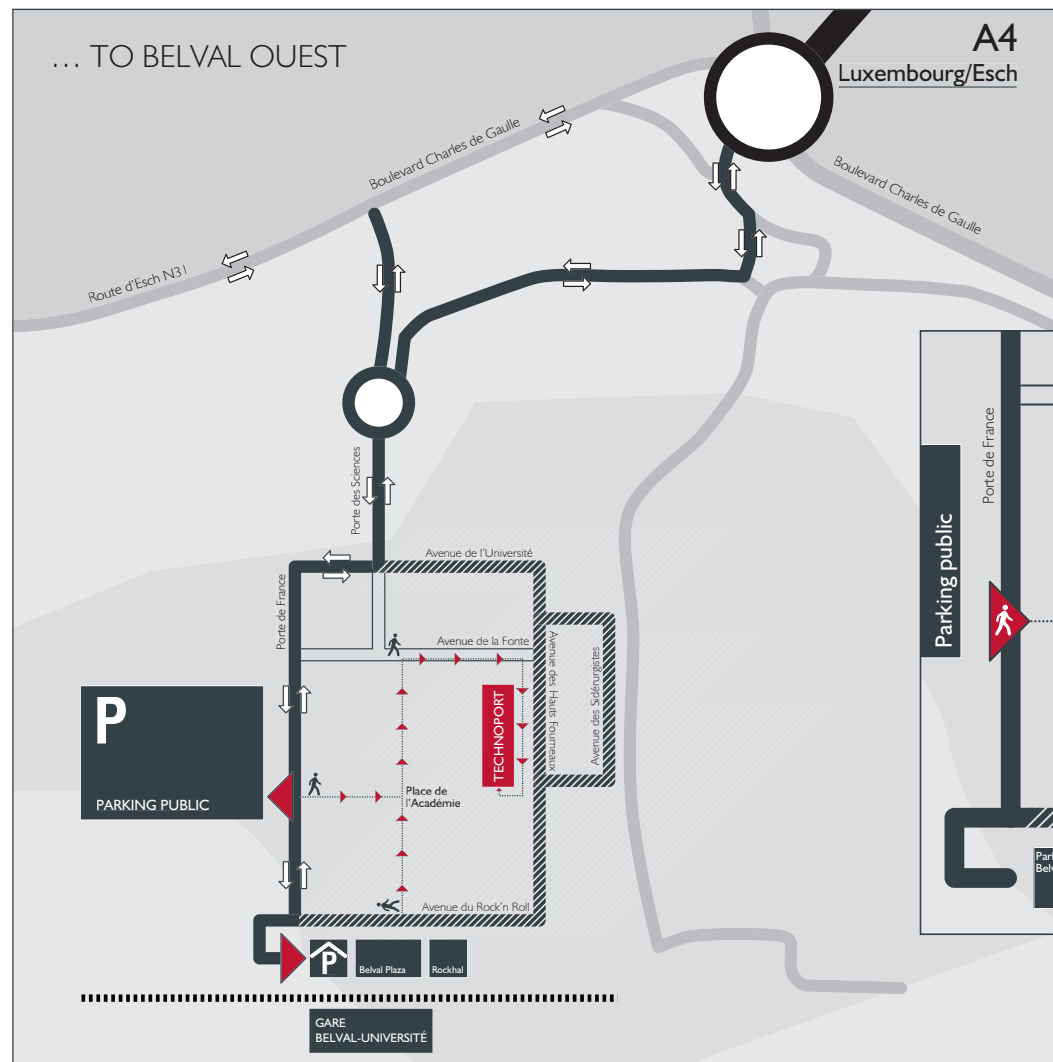 ... TO BELVAL OUEST
A4
Luxembourg/Esch
Boulevard Charles de Gaulle
Boulevard Charles de Gaulle
Route d'Esch N31
Porte des Sciences
Avenue de l'Université
Porte de France
Avenue de la Fonte
Avenue des Hauts Fourneaux
Avenue des Sidérurgistes
TECHNOPORT
P
PARKING PUBLIC
Place de
l'Académie
Avenue du Rock'n Roll
P
Belval Plaza
Rockhal
GARE
BELVAL-UNIVERSITÉ
Porte de France
Parking public